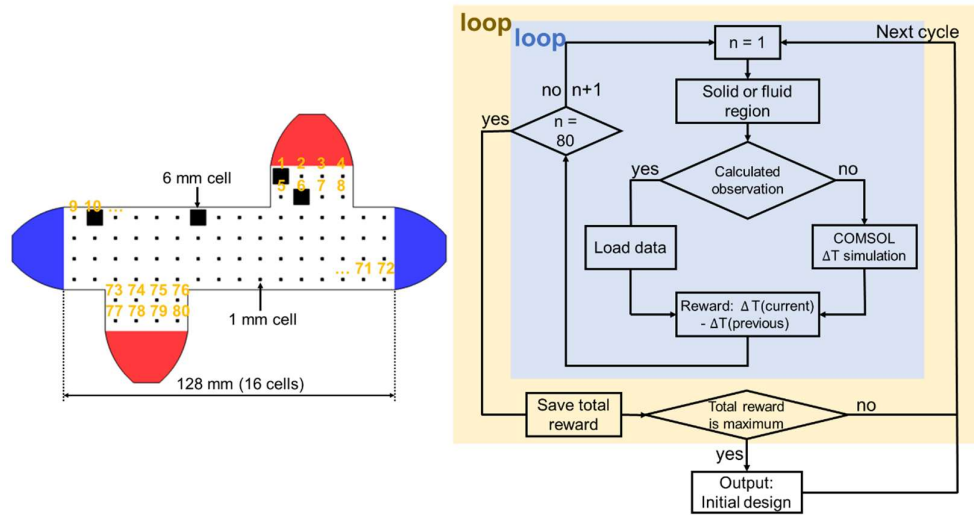 1 2 3 4
5 6 7 8
6 mm cell
9 10 ...
... 71 72
73 74 75 76
77 78 79 80
1 mm cell
128 mm (16 cells)
loop
loop
Next cycle
n = 1
no n+1
Solid or fluid
region
yes
n =
80
yes
Calculated
observation
no
Load data
COMSOL
ΔT simulation
Reward: ΔT(current)
- ΔT(previous)
Save total
reward
Total reward
is maximum
no
yes
Output:
Initial design